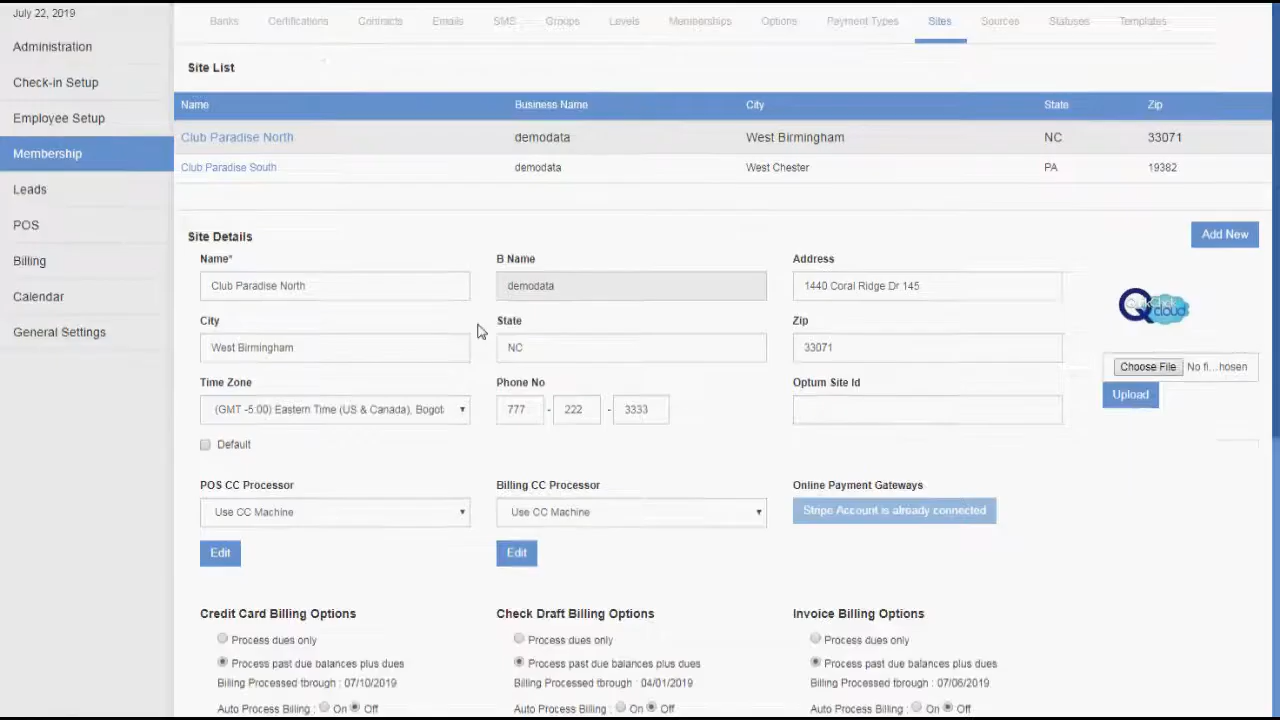 July 22, 2019
Administration
Check-in Setup
Employee Setup
Membership
Leads
POS
Billing
Calendar
General Settings
Banks Certifications Contracts Emails SMS Groups Levels Memberships Options Payment Types Sites Sources Statuses Templates
Site List
Name Business Name City State Zip
Club Paradise North demodata West Birmingham NC 33071
Club Paradise South demodata West Chester PA 19382
Site Details
Add New
Name* B Name Address
Club Paradise North demodata 1440 Coral Ridge Dr 145
City State Zip
West Birmingham NC 33071
Time Zone Phone No Optum Site Id
(GMT -5:00) Eastern Time (US & Canada), Bogot 777 - 222 - 3333
Default
cloud
Choose File No fi...hosen
Upload
POS CC Processor Billing CC Processor Online Payment Gateways
Use CC Machine Use CC Machine Stripe Account is already connected
Edit Edit
Credit Card Billing Options Check Draft Billing Options Invoice Billing Options
Process dues only Process dues only Process dues only
Process past due balances plus dues Process past due balances plus dues Process past due balances plus dues
Billing Processed through : 07/10/2019 Billing Processed through : 04/01/2019 Billing Processed through : 07/06/2019
Auto Process Billing : On Off Auto Process Billing : On Off Auto Process Billing : On Off